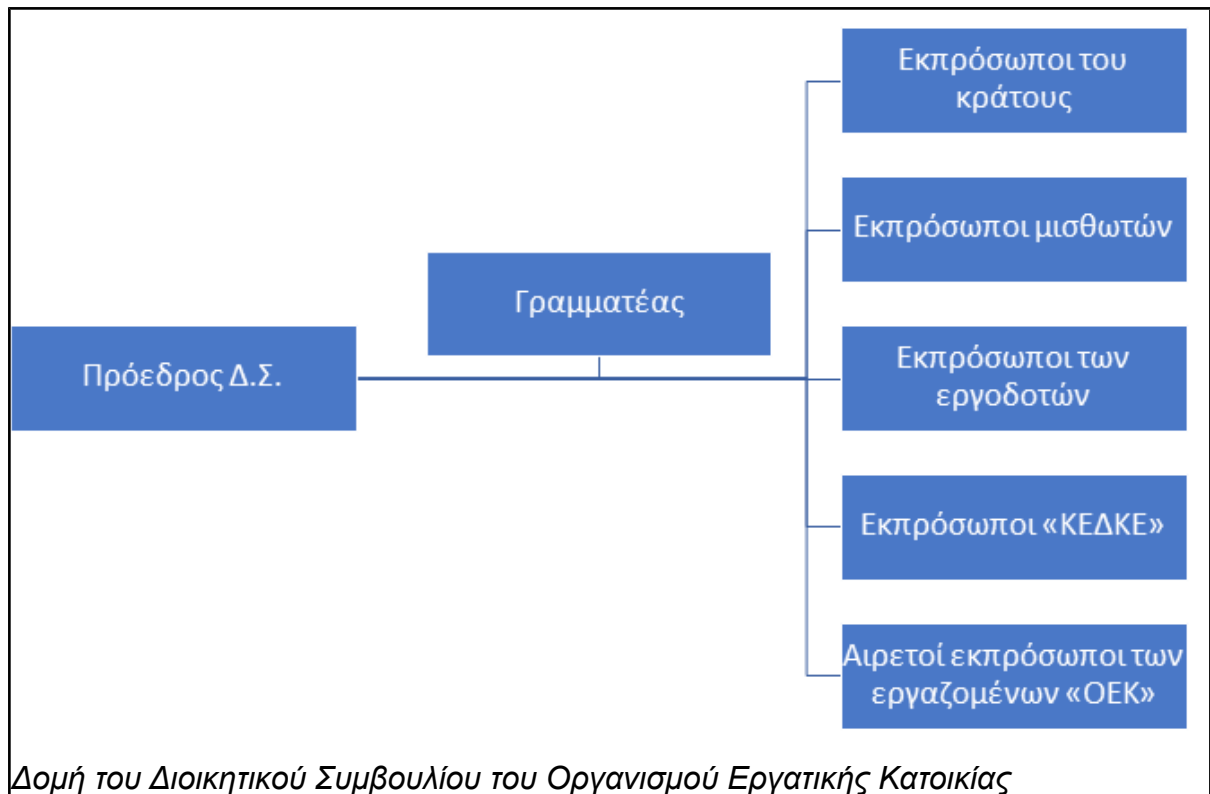 Εκπρόσωποι του
κράτους
Εκπρόσωποι μισθωτών
Γραμματέας
Πρόεδρος Δ.Σ.
Εκπρόσωποι των
εργοδοτών
Εκπρόσωποι «ΚΕΔΚΕ»
Αιρετοί εκπρόσωποι των
εργαζομένων «ΟΕΚ»
Δομή του Διοικητικού Συμβουλίου του Οργανισμού Εργατικής Κατοικίας